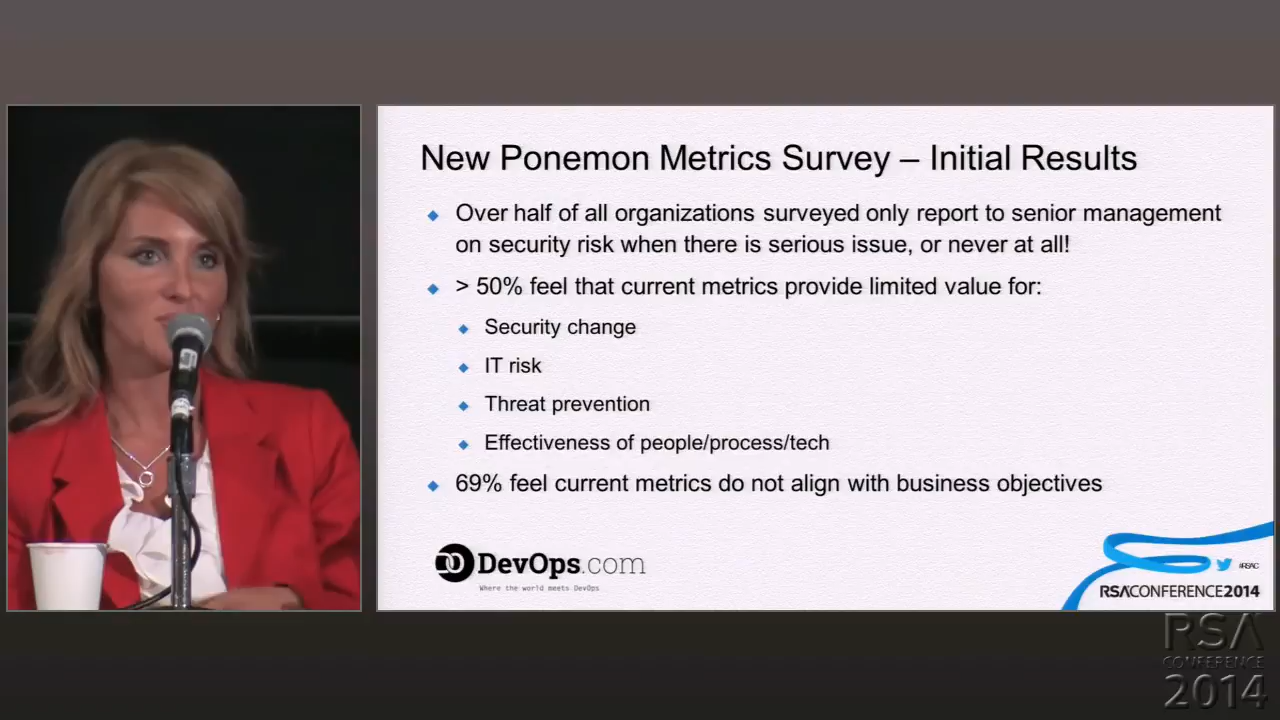 New Ponemon Metrics Survey – Initial Results
Over half of all organizations surveyed only report to senior management
on security risk when there is serious issue, or never at all!
> 50% feel that current metrics provide limited value for:
Security change
IT risk
Threat prevention
Effectiveness of people/process/tech
69% feel current metrics do not align with business objectives
DevOps.com
Where the world meets DevOps
#RSAC
RSACONFERENCE2014
RSA
CONFERENCE
2014